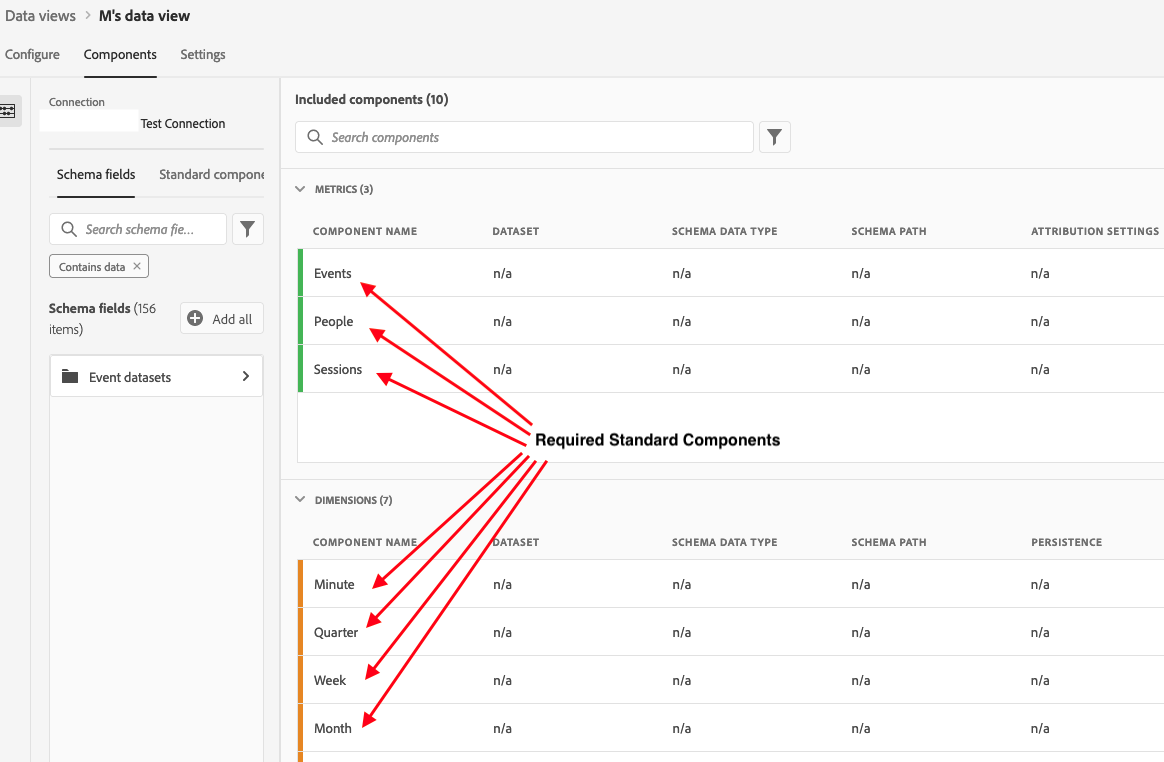 Data views > M's data view
Configure Components Settings
Connection
Test Connection
Schema fields Standard compone
Search schema fie...
Contains data ×
Schema fields (156
items)
Add all
Event datasets
Included components (10)
Search components
METRICS (3)
COMPONENT NAME DATASET SCHEMA DATA TYPE SCHEMA PATH ATTRIBUTION SETTINGS
Events n/a n/a n/a n/a
People n/a n/a n/a n/a
Sessions n/a n/a n/a n/a
Required Standard Components
DIMENSIONS (7)
COMPONENT NAME DATASET SCHEMA DATA TYPE SCHEMA PATH PERSISTENCE
Minute n/a n/a n/a n/a
Quarter n/a n/a n/a n/a
Week n/a n/a n/a n/a
Month n/a n/a n/a n/a